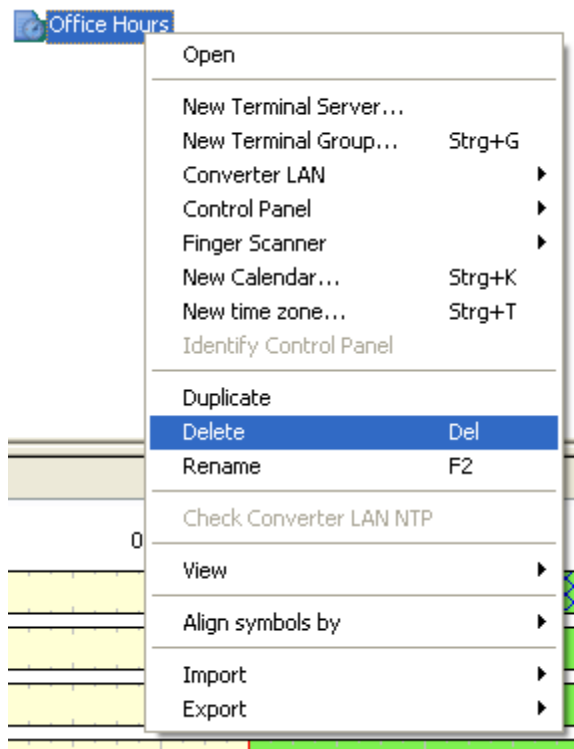 Office Hours
Open
New Terminal Server...
New Terminal Group... Strg+G
Converter LAN
Control Panel
Finger Scanner
New Calendar... Strg+K
New time zone... Strg+T
Identify Control Panel
Duplicate
Delete Del
Rename F2
Check Converter LAN NTP
0
View
Align symbols by
Import
Export